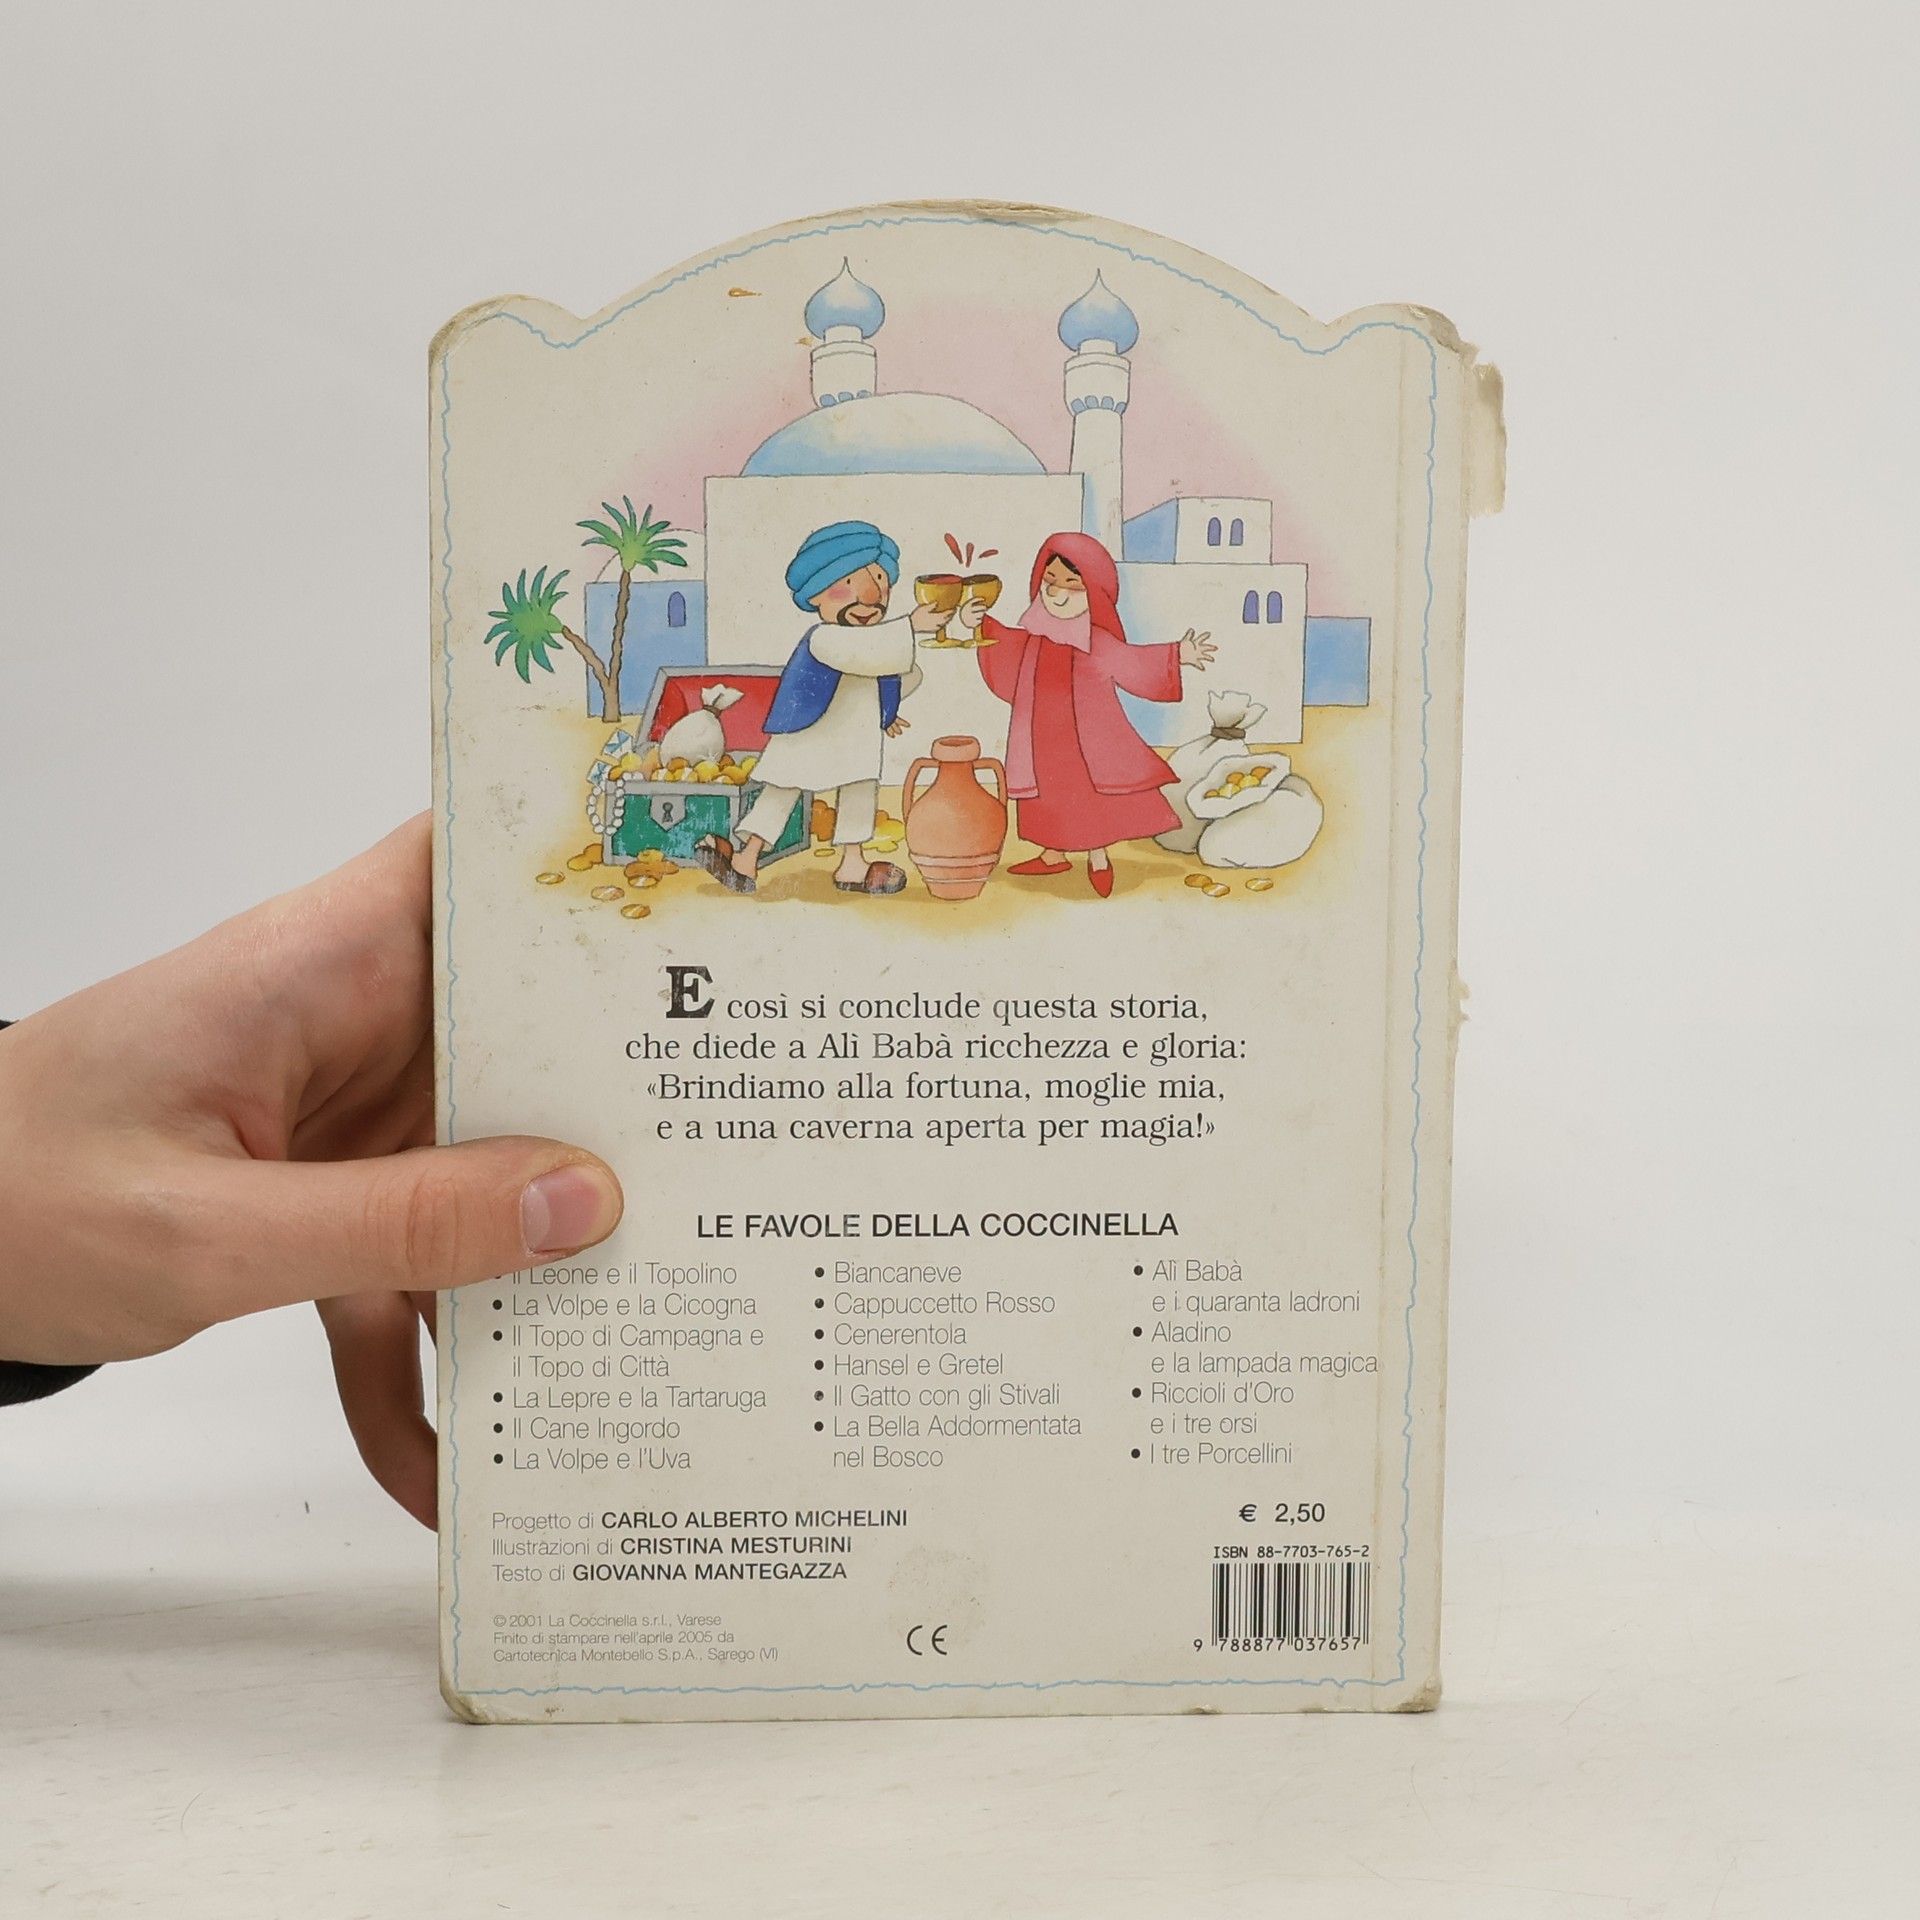 E così si conclude questa storia,
che diede a Alì Babà ricchezza e gloria:
«Brindiamo alla fortuna, moglie mia,
e a una caverna aperta per magia!»
LE FAVOLE DELLA COCCINELLA
• Il Leone e il Topolino
• La Volpe e la Cicogna
• Il Topo di Campagna e
il Topo di Città
• La Lepre e la Tartaruga
• Il Cane Ingordo
• La Volpe e l'Uva
• Biancaneve
• Cappuccetto Rosso
• Cenerentola
• Hansel e Gretel
• Il Gatto con gli Stivali
• La Bella Addormentata
nel Bosco
• Alì Babà
e i quaranta ladroni
• Aladino
e la lampada magica
• Riccioli d'Oro
e i tre orsi
• I tre Porcellini
Progetto di CARLO ALBERTO MICHELINI
Illustrazioni di CRISTINA MESTURINI
Testo di GIOVANNA MANTEGAZZA
© 2001 La Coccinella s.r.l., Varese
Finito di stampare nell'aprile 2005 da
Cartotecnica Montebello S.p.A., Sarego (VI)
CE
€ 2,50
ISBN 88-7703-765-2
9 788877 037657